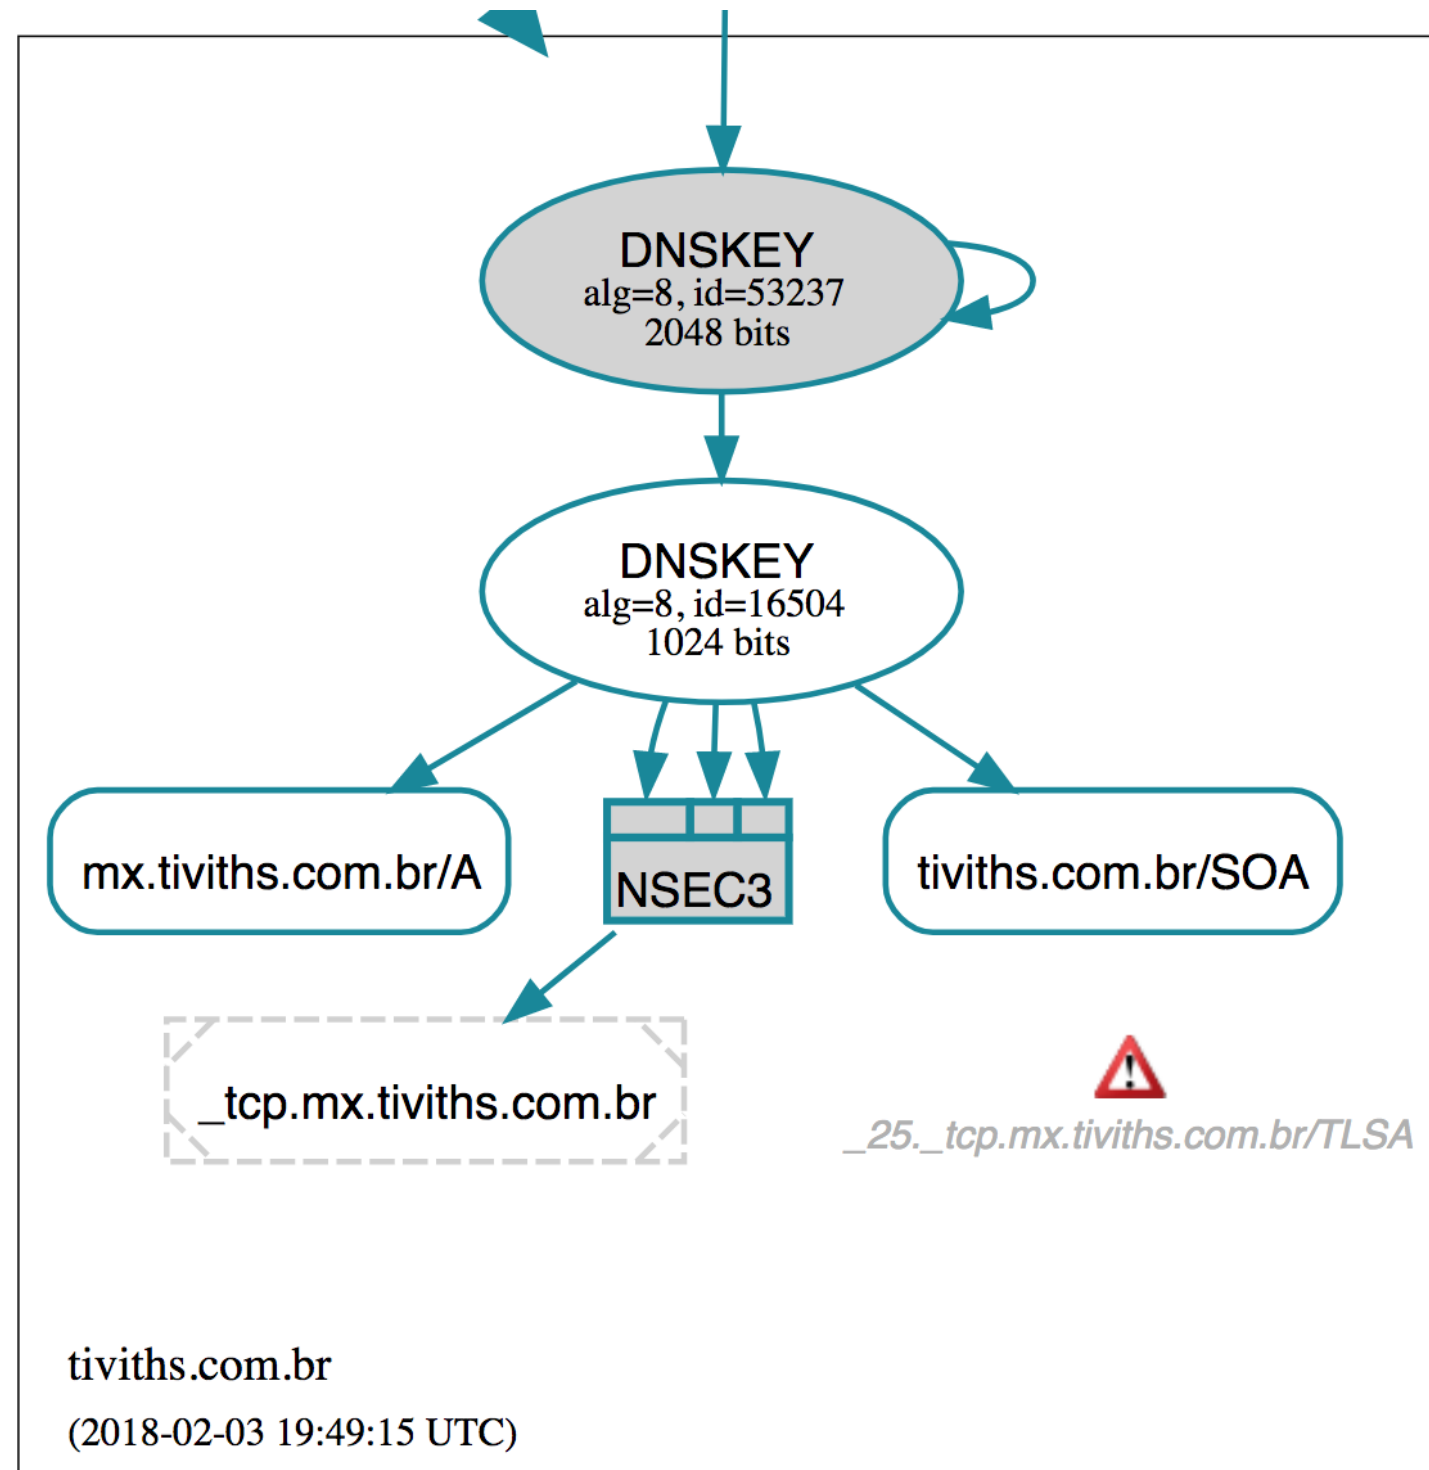 DNSKEY
alg=8, id=53237
2048 bits
DNSKEY
alg=8, id=16504
1024 bits
mx.tiviths.com.br/A
NSEC3
tiviths.com.br/SOA
_tcp.mx.tiviths.com.br
_25._tcp.mx.tiviths.com.br/TLSA
tiviths.com.br
(2018-02-03 19:49:15 UTC)